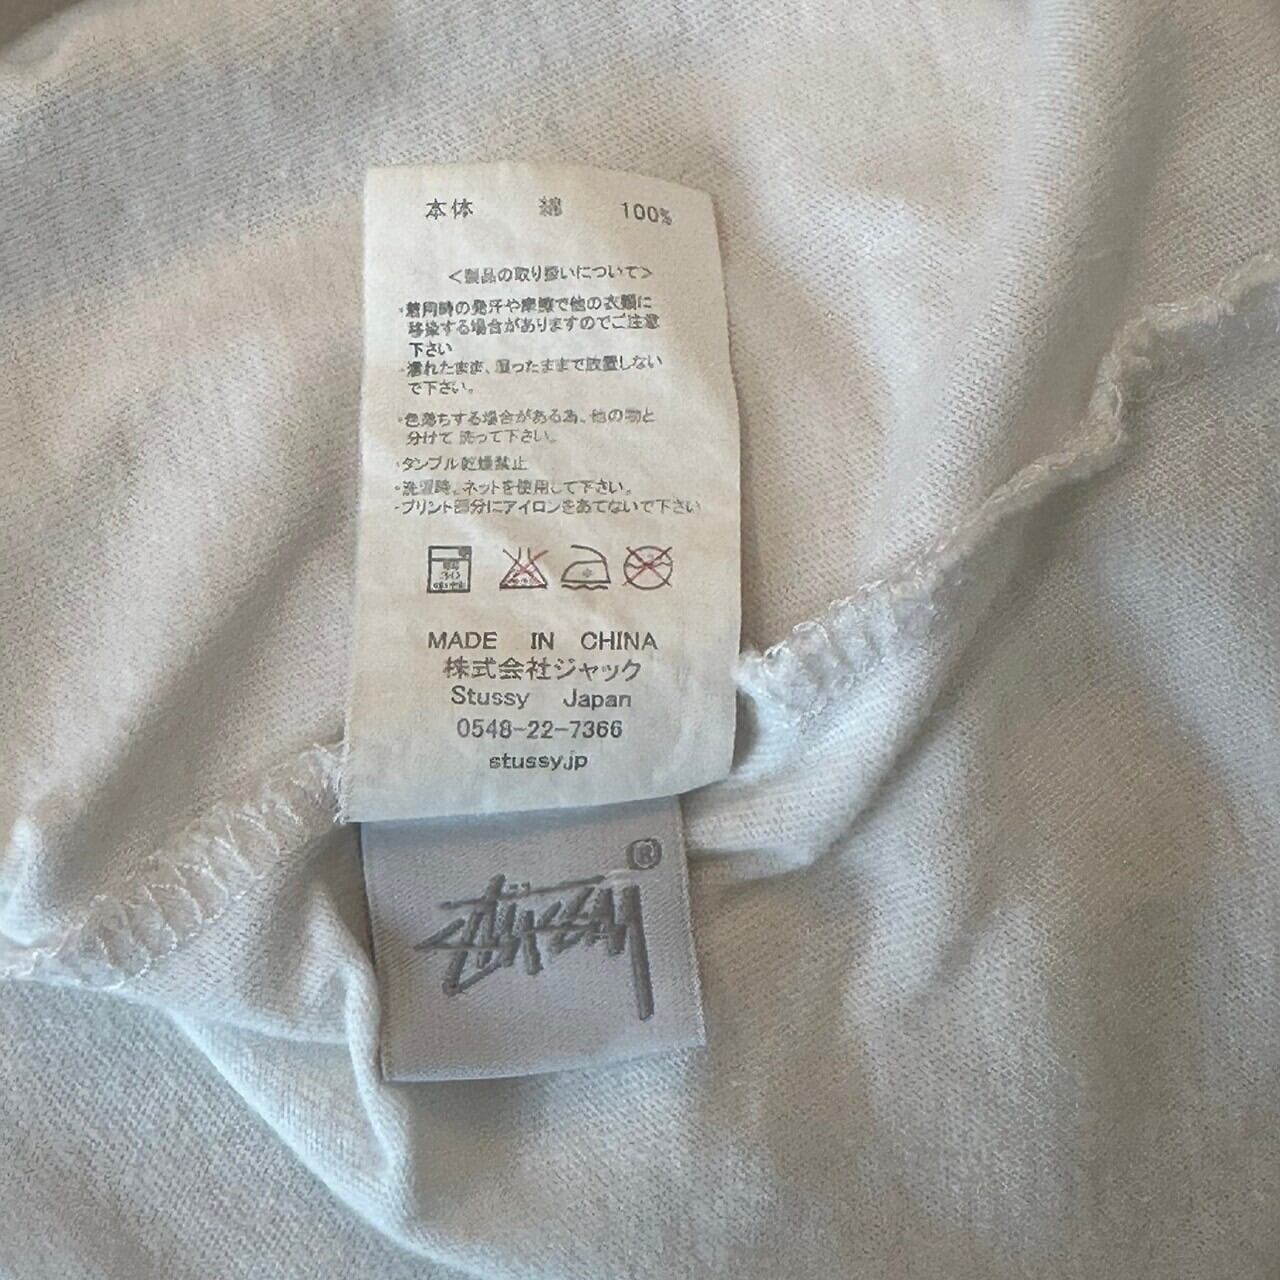 本体 綿 100%
<製品の取り扱いについて>
・着用時の発汗や摩擦で他の衣類に
移染する場合がありますのでご注意
下さい
・濡れたまま、湿ったままで放置しない
で下さい。
・色落ちする場合がある為、他の物と
分けて 洗って下さい。
・タンブル乾燥禁止
・洗濯時、ネットを使用して下さい。
・プリント部分にアイロンをあてないで下さい
MADE IN CHINA
株式会社ジャック
Stussy Japan
0548-22-7366
stussy.jp
STÜSSY ®